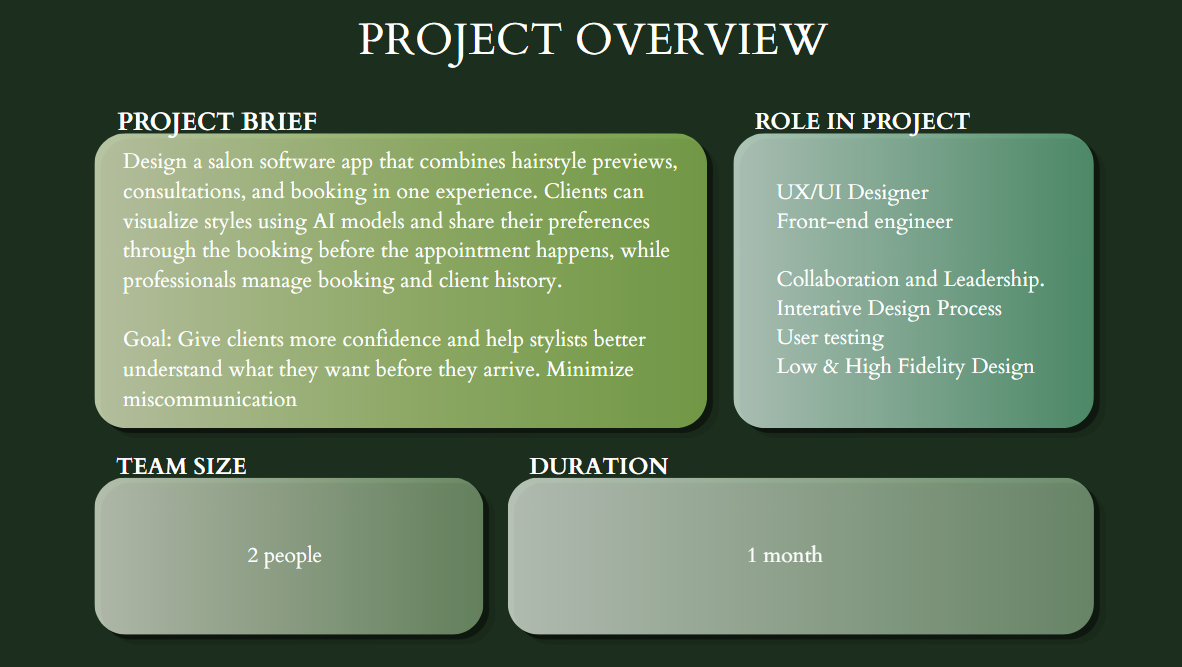 PROJECT OVERVIEW
PROJECT BRIEF
Design a salon software app that combines hairstyle previews,
consultations, and booking in one experience. Clients can
visualize styles using AI models and share their preferences
through the booking before the appointment happens, while
professionals manage booking and client history.
Goal: Give clients more confidence and help stylists better
understand what they want before they arrive. Minimize
miscommunication
ROLE IN PROJECT
UX/UI Designer
Front-end engineer
Collaboration and Leadership.
Interative Design Process
User testing
Low & High Fidelity Design
TEAM SIZE
2 people
DURATION
1 month